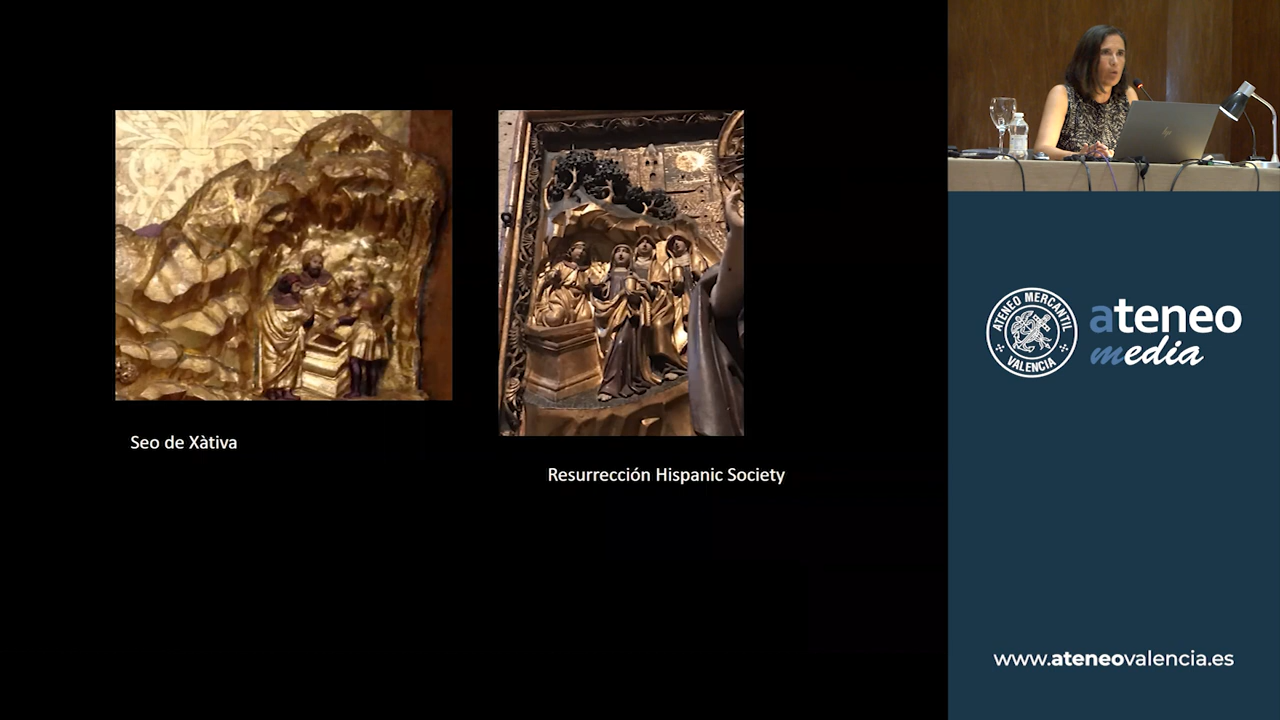 Seo de Xàtiva
Resurrección Hispanic Society
ATENEO MERCANTIL
VALENCIA
ateneo
media
www.ateneovalencia.es